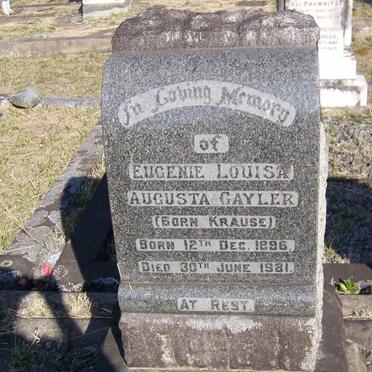 In Loving Memory
of
EUGENIE LOUISA
AUGUSTA GAYLER
(BORN KRAUSE)
BORN 12TH DEC. 1896,
DIED 30TH JUNE 1981.
AT REST